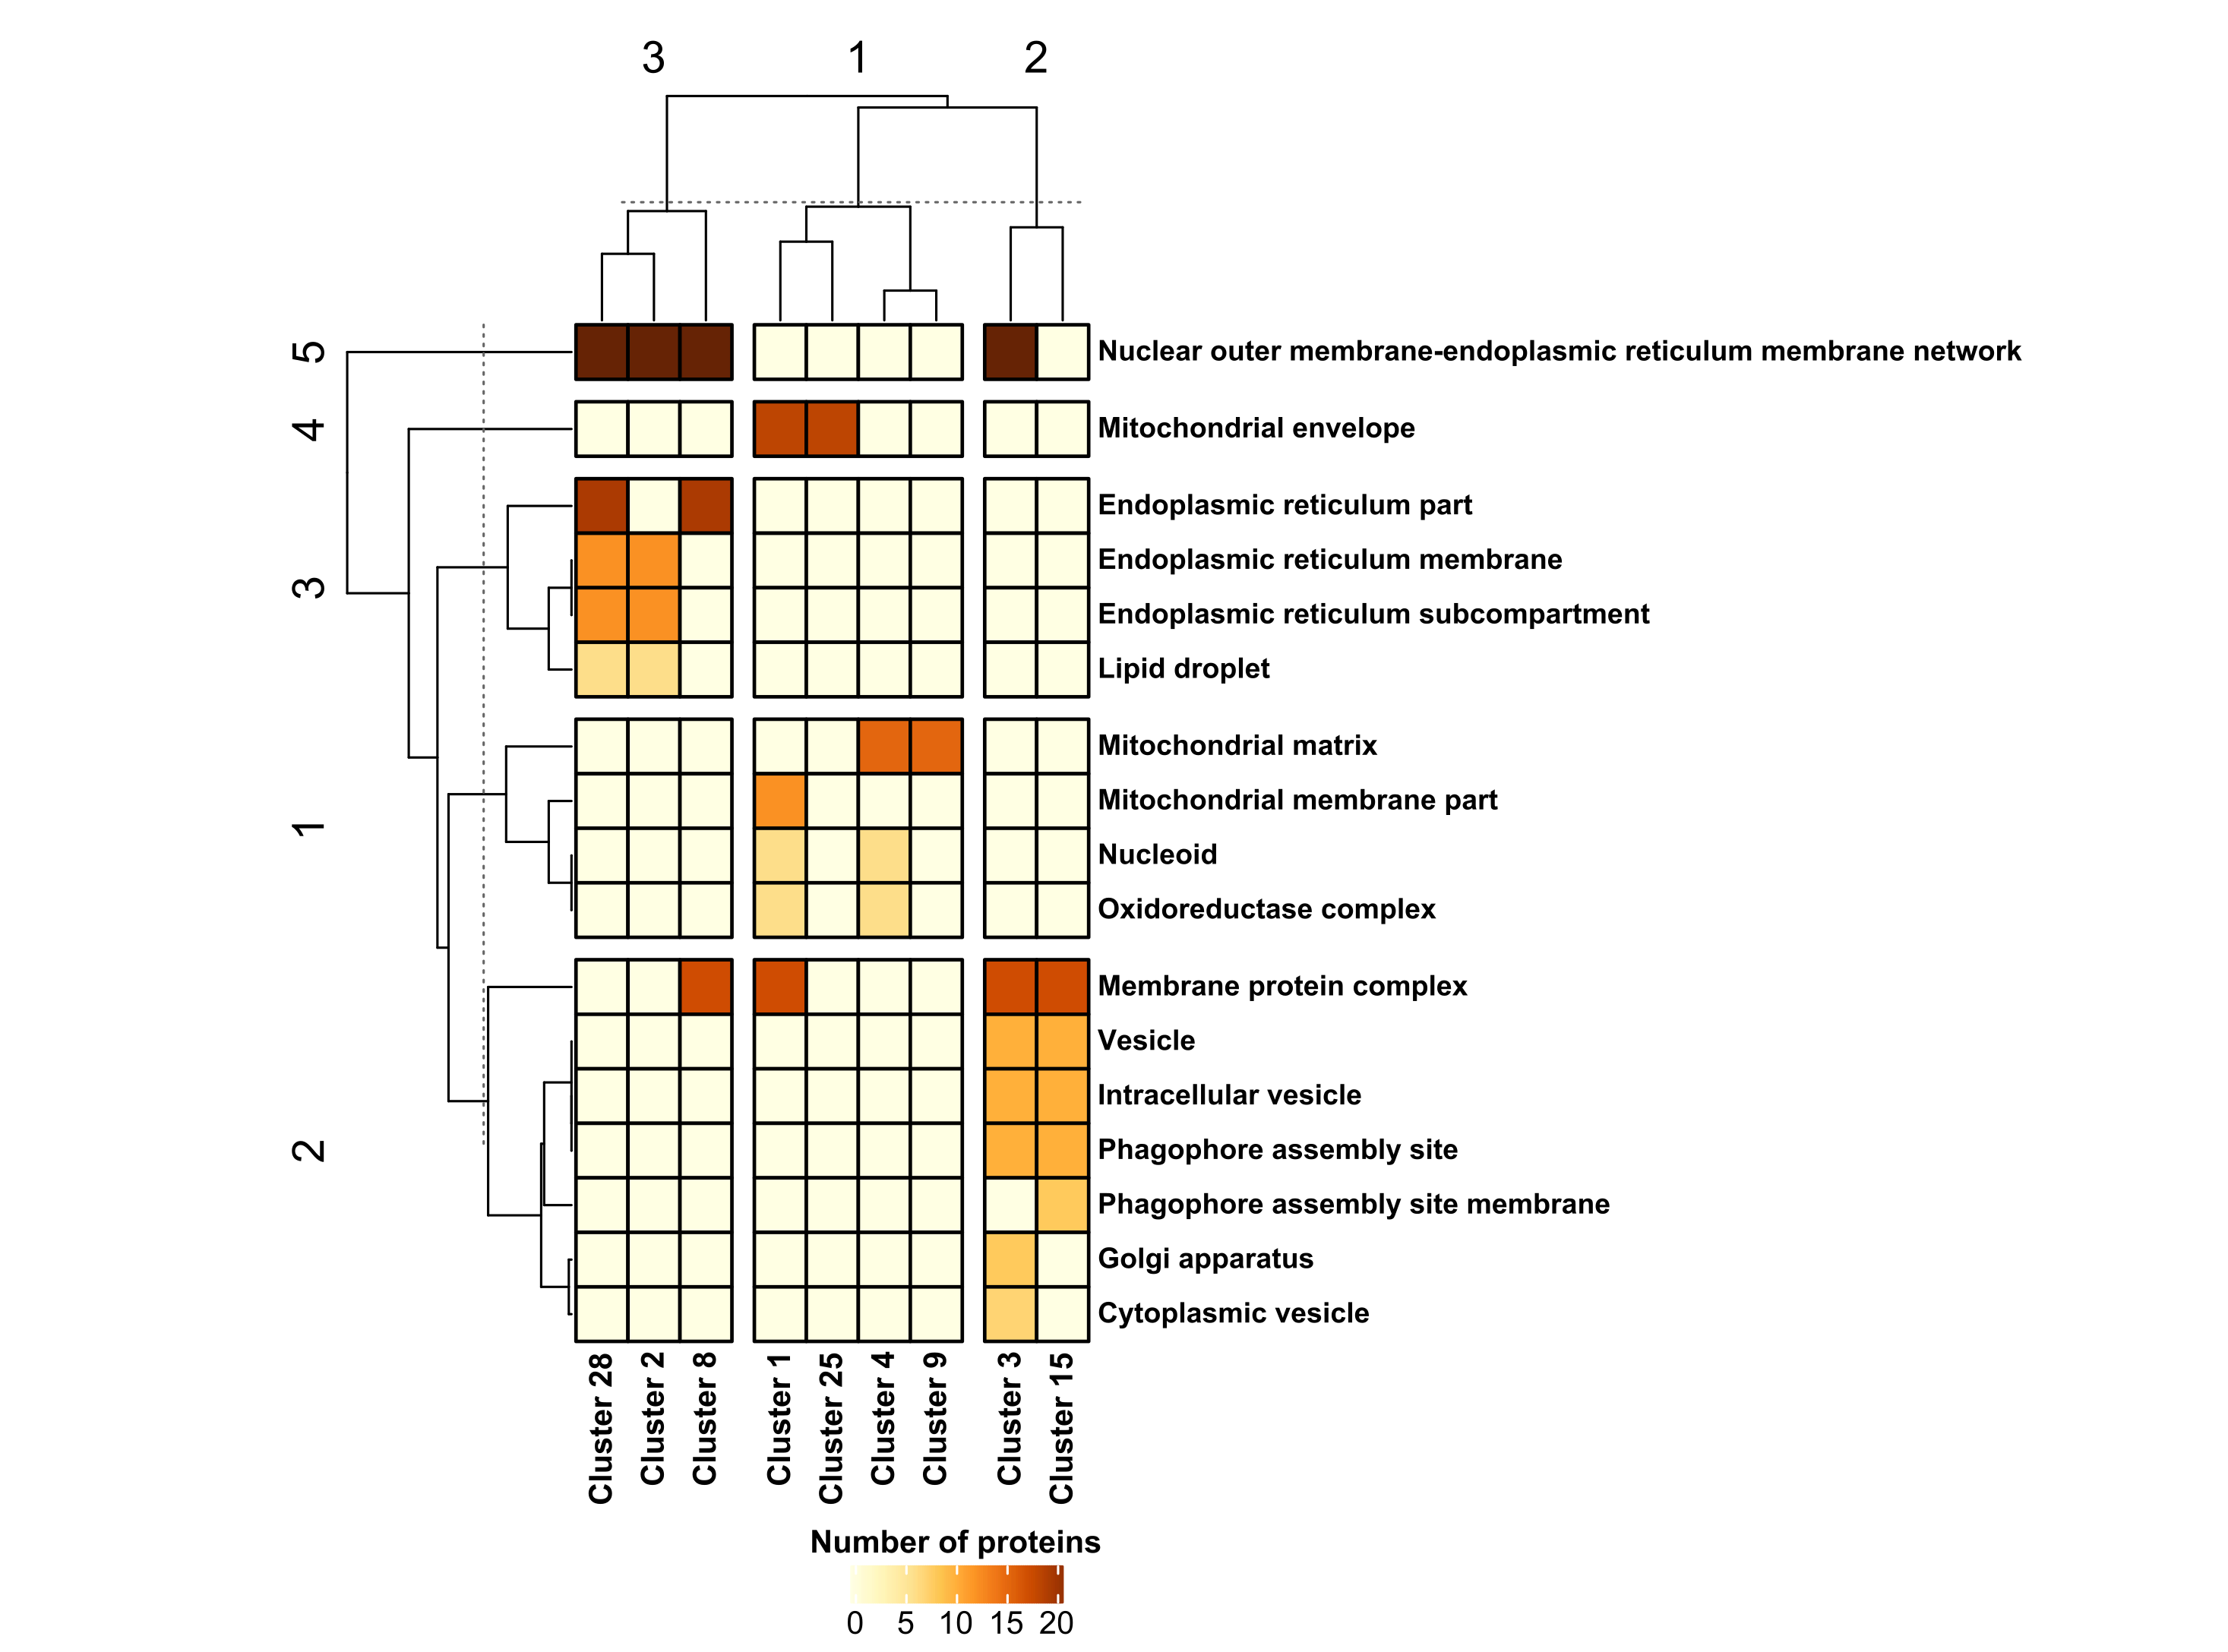 3 1 2
5
Nuclear outer membrane-endoplasmic reticulum membrane network
4
Mitochondrial envelope
3
Endoplasmic reticulum part
Endoplasmic reticulum membrane
Endoplasmic reticulum subcompartment
Lipid droplet
1
Mitochondrial matrix
Mitochondrial membrane part
Nucleoid
Oxidoreductase complex
2
Membrane protein complex
Vesicle
Intracellular vesicle
Phagophore assembly site
Phagophore assembly site membrane
Golgi apparatus
Cytoplasmic vesicle
Cluster 28
Cluster 2
Cluster 8
Cluster 1
Cluster 25
Cluster 4
Cluster 9
Cluster 3
Cluster 15
Number of proteins
0 5 10 15 20